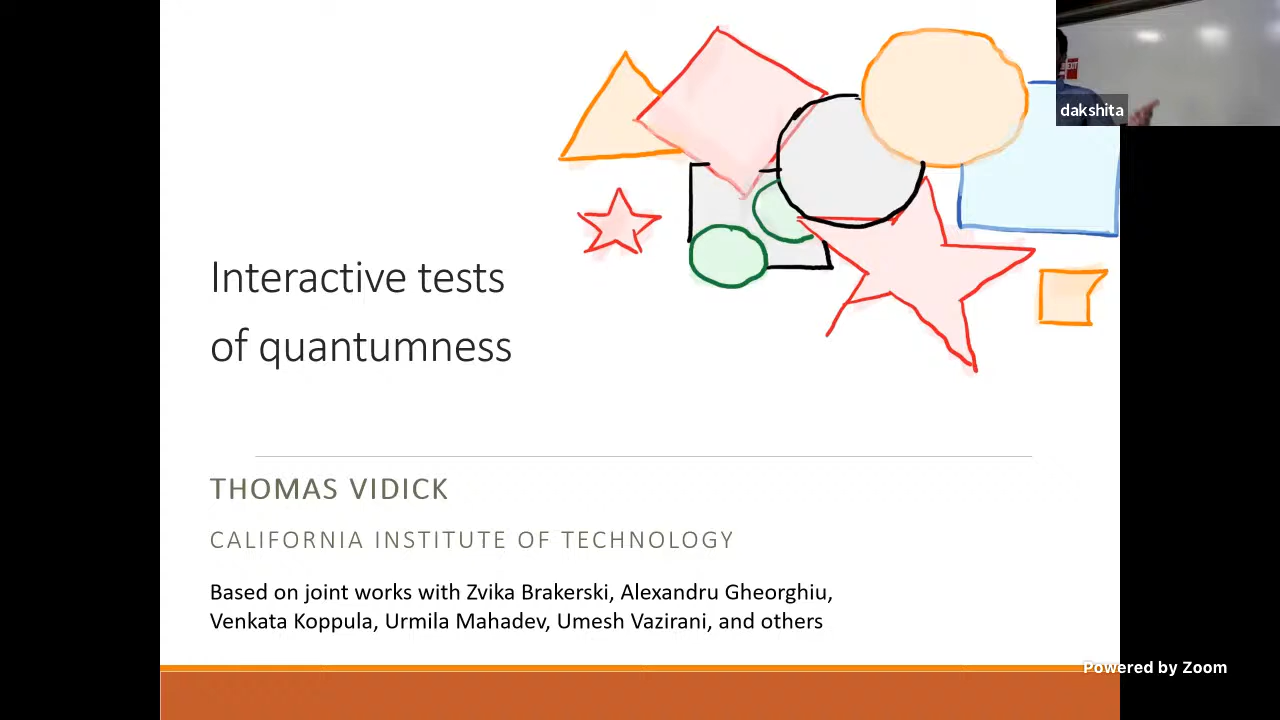 dakshita
Interactive tests
of quantumness
THOMAS VIDICK
CALIFORNIA INSTITUTE OF TECHNOLOGY
Based on joint works with Zvika Brakerski, Alexandru Gheorghiu,
Venkata Koppula, Urmila Mahadev, Umesh Vazirani, and others
Powered by Zoom